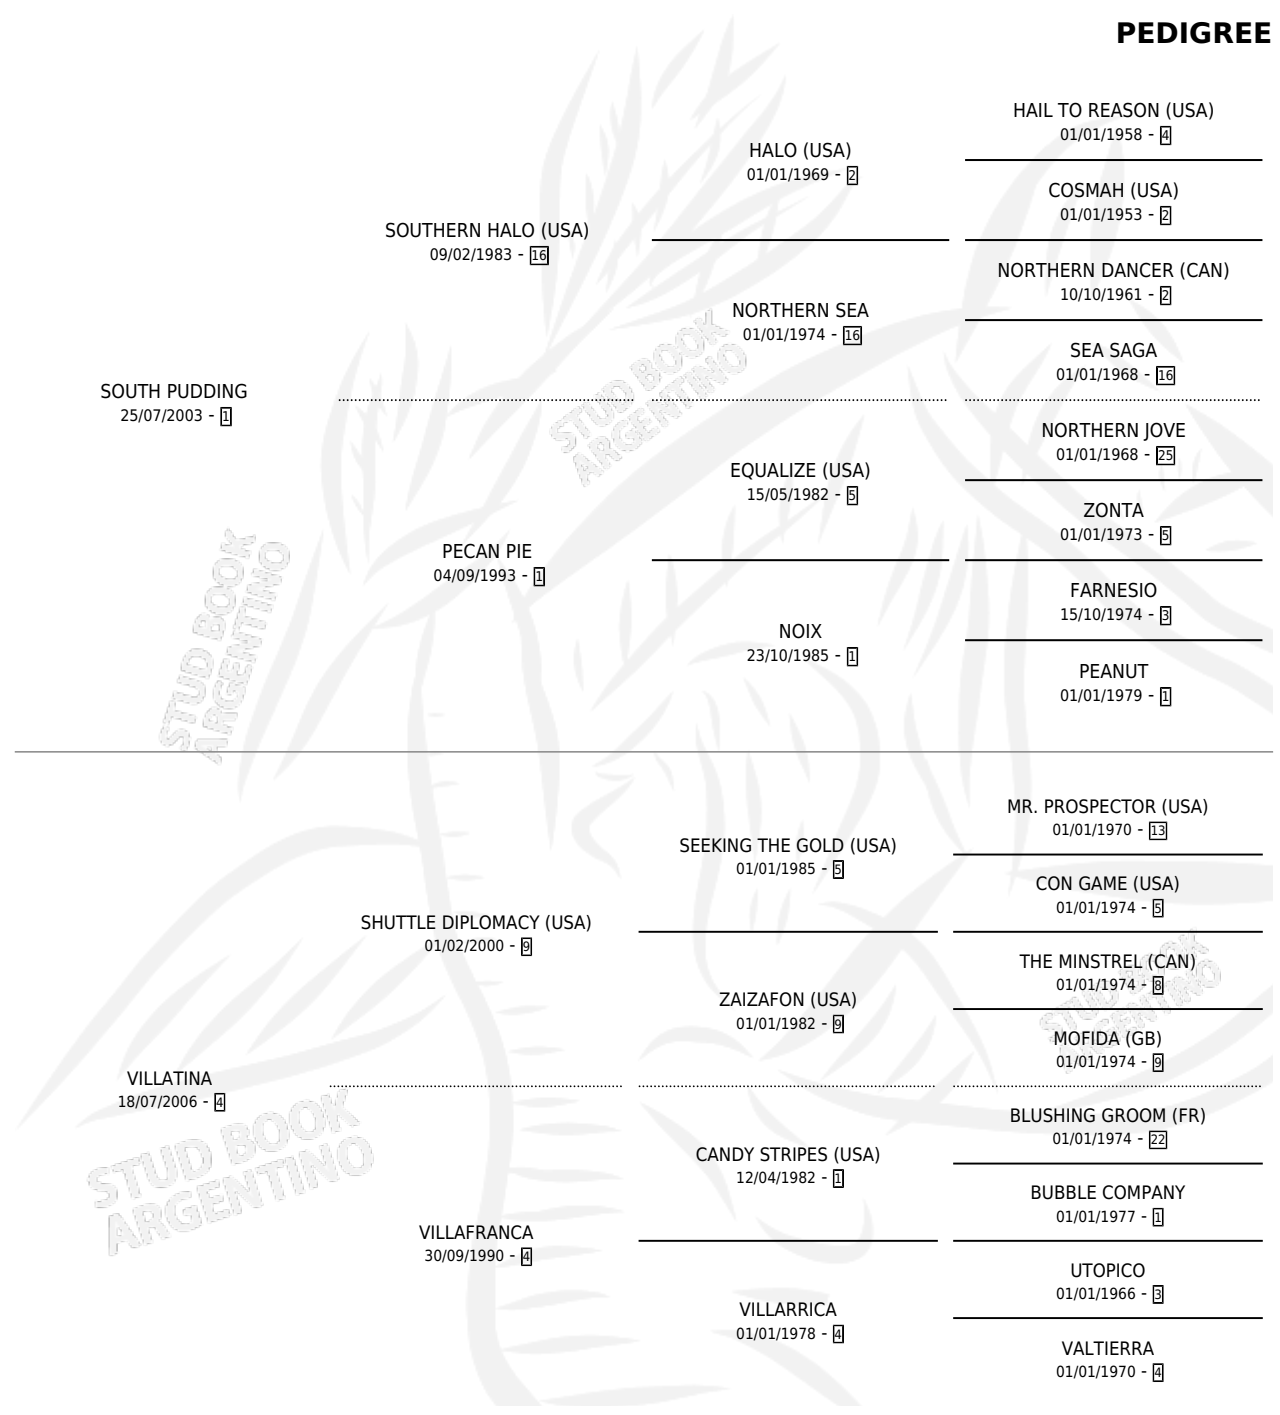 PEDIGREE
HAIL TO REASON (USA)
01/01/1958 - 4
HALO (USA)
01/01/1969 - 2
COSMAH (USA)
01/01/1953 - 2
SOUTHERN HALO (USA)
09/02/1983 - 16
NORTHERN DANCER (CAN)
10/10/1961 - 2
NORTHERN SEA
01/01/1974 - 16
SEA SAGA
01/01/1968 - 16
SOUTH PUDDING
25/07/2003 - 1
STUD BOOK
ARGENTINO
NORTHERN JOVE
01/01/1968 - 25
EQUALIZE (USA)
15/05/1982 - 5
ZONTA
01/01/1973 - 5
PECAN PIE
04/09/1993 - 1
FARNESIO
15/10/1974 - 3
NOIX
23/10/1985 - 1
PEANUT
01/01/1979 - 1
STUD BOOK
ARGENTINO
MR. PROSPECTOR (USA)
01/01/1970 - 13
SEEKING THE GOLD (USA)
01/01/1985 - 5
CON GAME (USA)
01/01/1974 - 5
SHUTTLE DIPLOMACY (USA)
01/02/2000 - 9
THE MINSTREL (CAN)
01/01/1974 - 8
STUD BOOK
ARGENTINO
ZAIZAFON (USA)
01/01/1982 - 9
MOFIDA (GB)
01/01/1974 - 9
VILLATINA
18/07/2006 - 4
STUD BOOK
ARGENTINO
BLUSHING GROOM (FR)
01/01/1974 - 22
CANDY STRIPES (USA)
12/04/1982 - 1
BUBBLE COMPANY
01/01/1977 - 1
VILLAFRANCA
30/09/1990 - 4
UTOPICO
01/01/1966 - 3
VILLARRICA
01/01/1978 - 4
VALTIERRA
01/01/1970 - 4